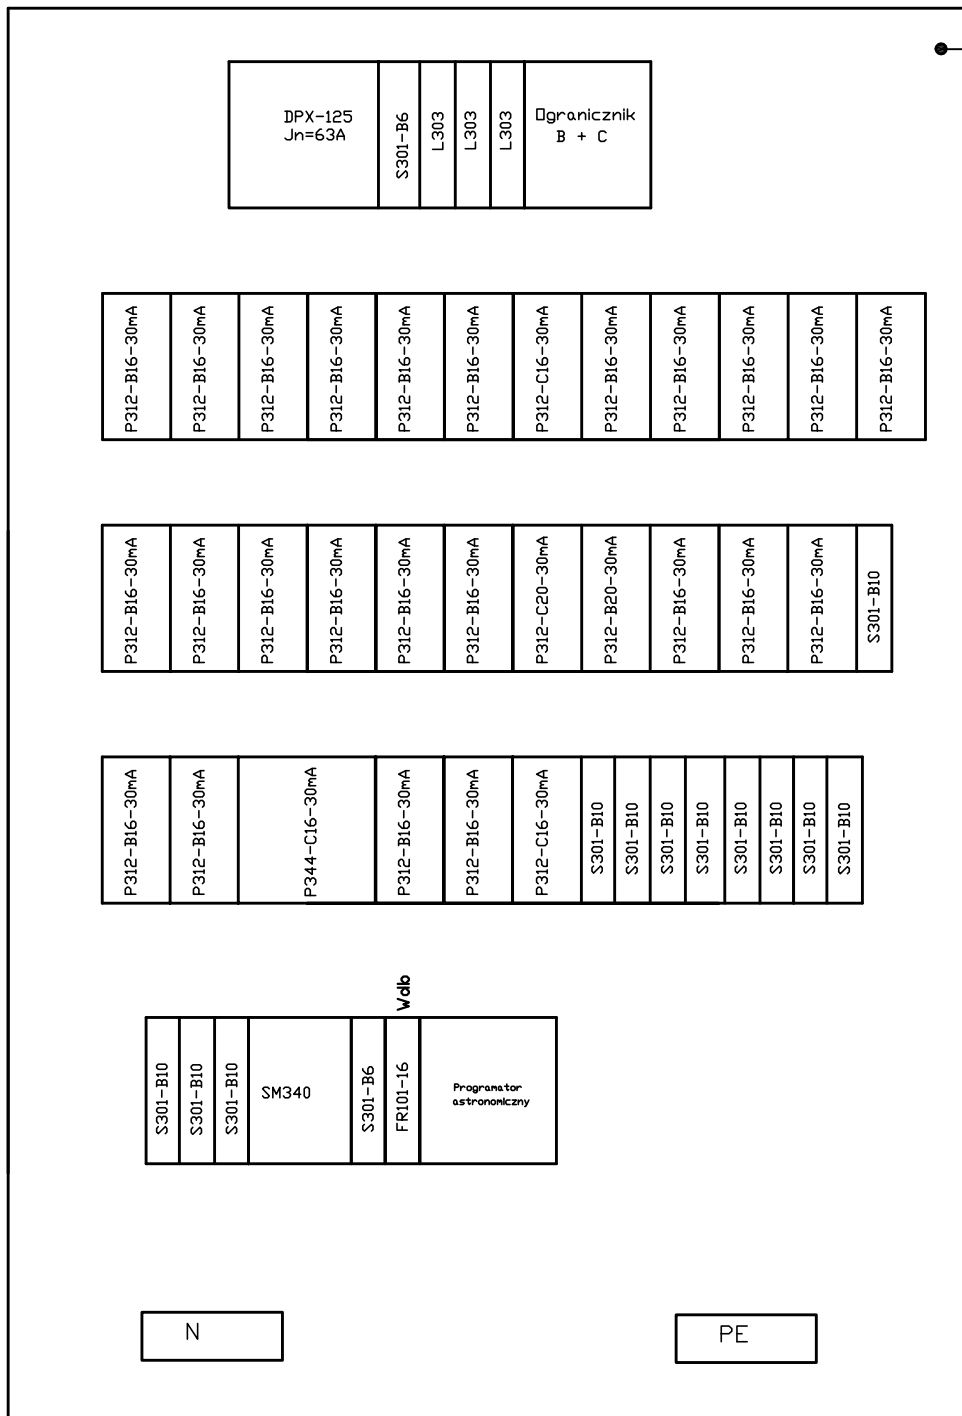 DPX-125
Jn=63A
S301-B6
L303
L303
L303
Ogranicznik
B + C
P312-B16-30mA
P312-B16-30mA
P312-B16-30mA
P312-B16-30mA
P312-B16-30mA
P312-B16-30mA
P312-C16-30mA
P312-B16-30mA
P312-B16-30mA
P312-B16-30mA
P312-B16-30mA
P312-B16-30mA
P312-B16-30mA
P312-B16-30mA
P312-B16-30mA
P312-B16-30mA
P312-B16-30mA
P312-B16-30mA
P312-C20-30mA
P312-B20-30mA
P312-B16-30mA
P312-B16-30mA
P312-B16-30mA
S301-B10
P312-B16-30mA
P312-B16-30mA
P344-C16-30mA
P312-B16-30mA
P312-B16-30mA
P312-C16-30mA
S301-B10
S301-B10
S301-B10
S301-B10
S301-B10
S301-B10
S301-B10
S301-B10
Wdlb
S301-B10
S301-B10
S301-B10
SM340
S301-B6
FR101-16
Programator
astronomiczny
N
PE